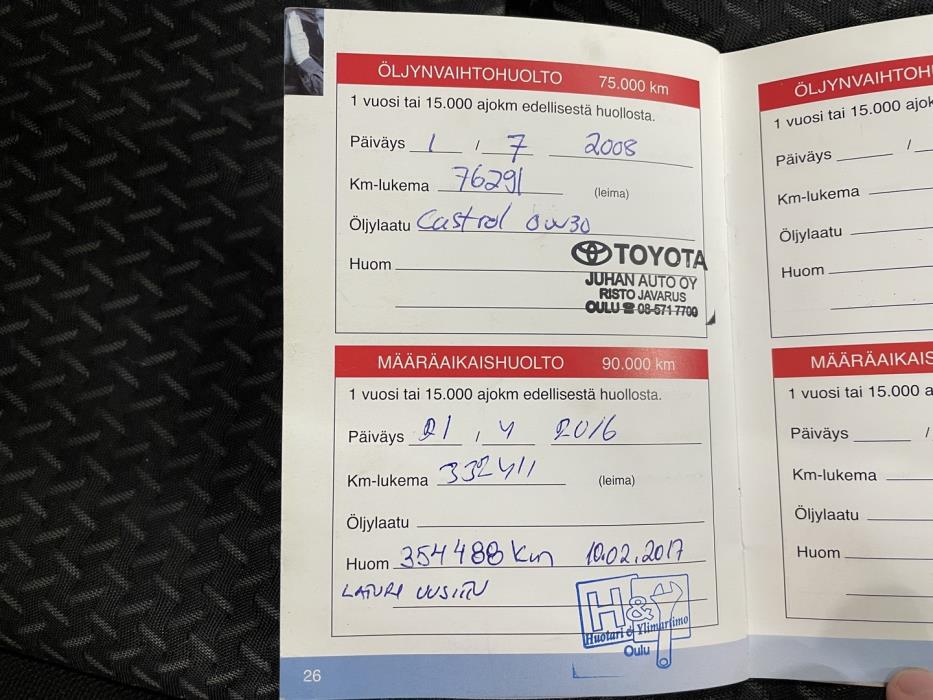 ÖLJYNVAIHTOHUOLTO 75.000 km
1 vuosi tai 15.000 ajokm edellisestä huollosta.
Päiväys 1 / 7 2008
Km-lukema 76291 (leima)
Öljylaatu Castrol 0W30
Huom
TOYOTA
JUHAN AUTO OY
RISTO JAVARUS
OULU ☎ 08-571 7700
MÄÄRÄAIKAISHUOLTO 90.000 km
1 vuosi tai 15.000 ajokm edellisestä huollosta.
Päiväys 21 / 4 2016
Km-lukema 332411 (leima)
Öljylaatu
Huom 354488 km 10.02.2017
LATURI UUSITTU
H&
Huotari & Ylimartimo
Oulu
26
ÖLJYNVAIHTOH
1 vuosi tai 15.000 ajok
Päiväys /
Km-lukema
Öljylaatu
Huom
MÄÄRÄAIKAIS
1 vuosi tai 15.000 a
Päiväys /
Km-lukema
Öljylaatu
Huom